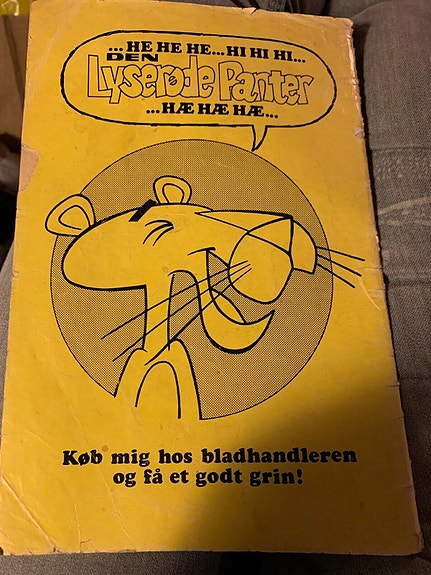 ...HE HE HE...HI HI HI...
DEN
Lyserøde Panter
...HÆ HÆ HÆ...
Køb mig hos bladhandleren
og få et godt grin!